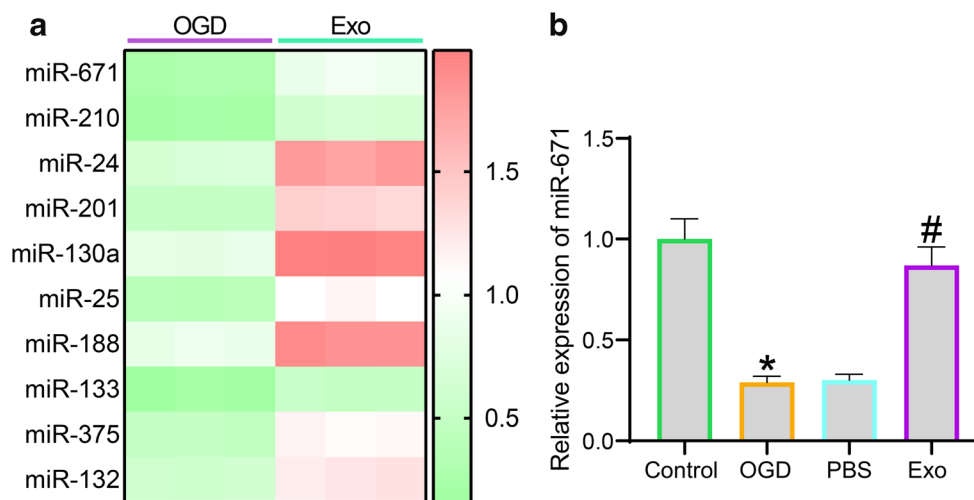 a
OGD Exo
miR-671
miR-210
miR-24
miR-201
miR-130a
miR-25
miR-188
miR-133
miR-375
miR-132
1.5
1.0
0.5
b
Relative expression of miR-671
1.5
1.0
0.5
0.0
*
#
Control OGD PBS Exo